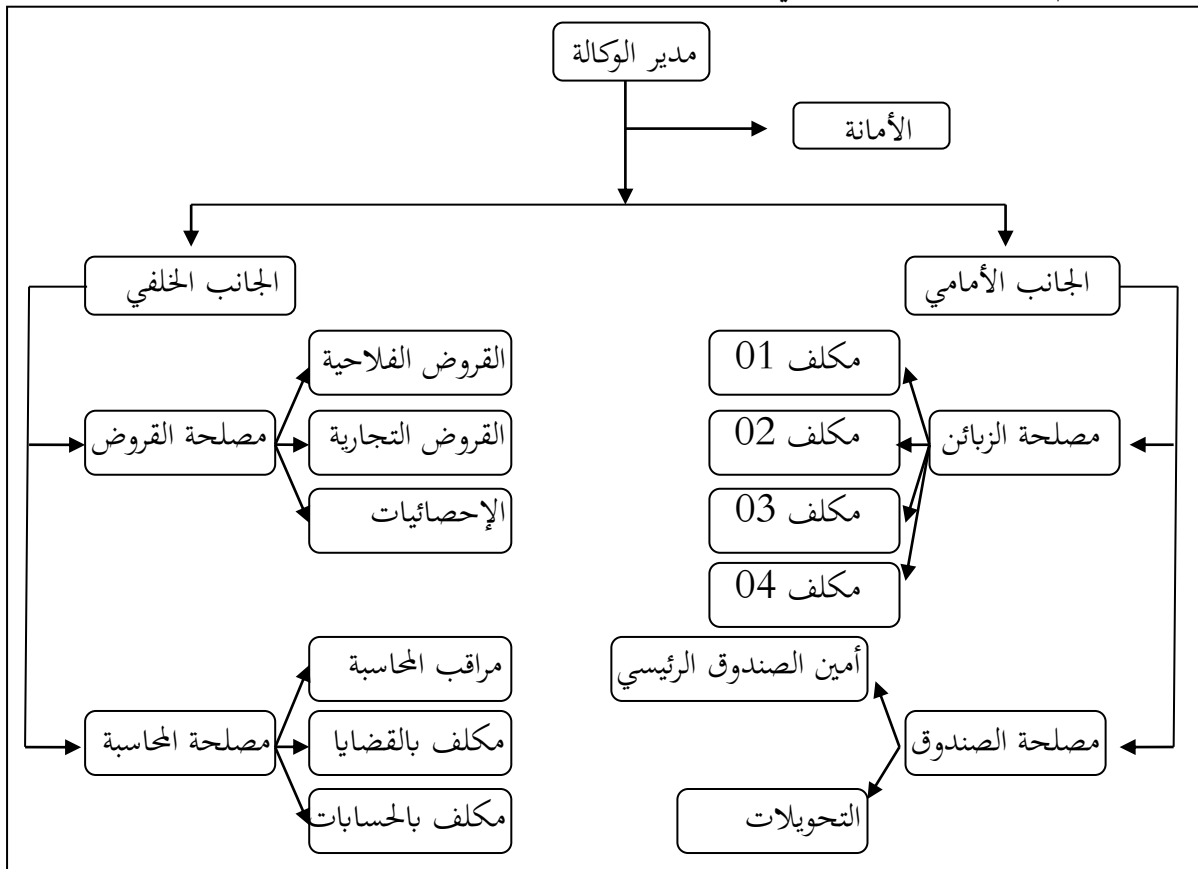 مدير الوكالة
الأمانة
الجانب الأمامي
الجانب الخلفي
مكلف 01
مصلحة الزبائن
مكلف 02
مكلف 03
مكلف 04
أمين الصندوق الرئيسي
مصلحة الصندوق
التحويلات
القروض الفلاحية
القروض التجارية
مصلحة القروض
الإحصائيات
مراقب المحاسبة
مكلف بالقضايا
مصلحة المحاسبة
مكلف بالحسابات